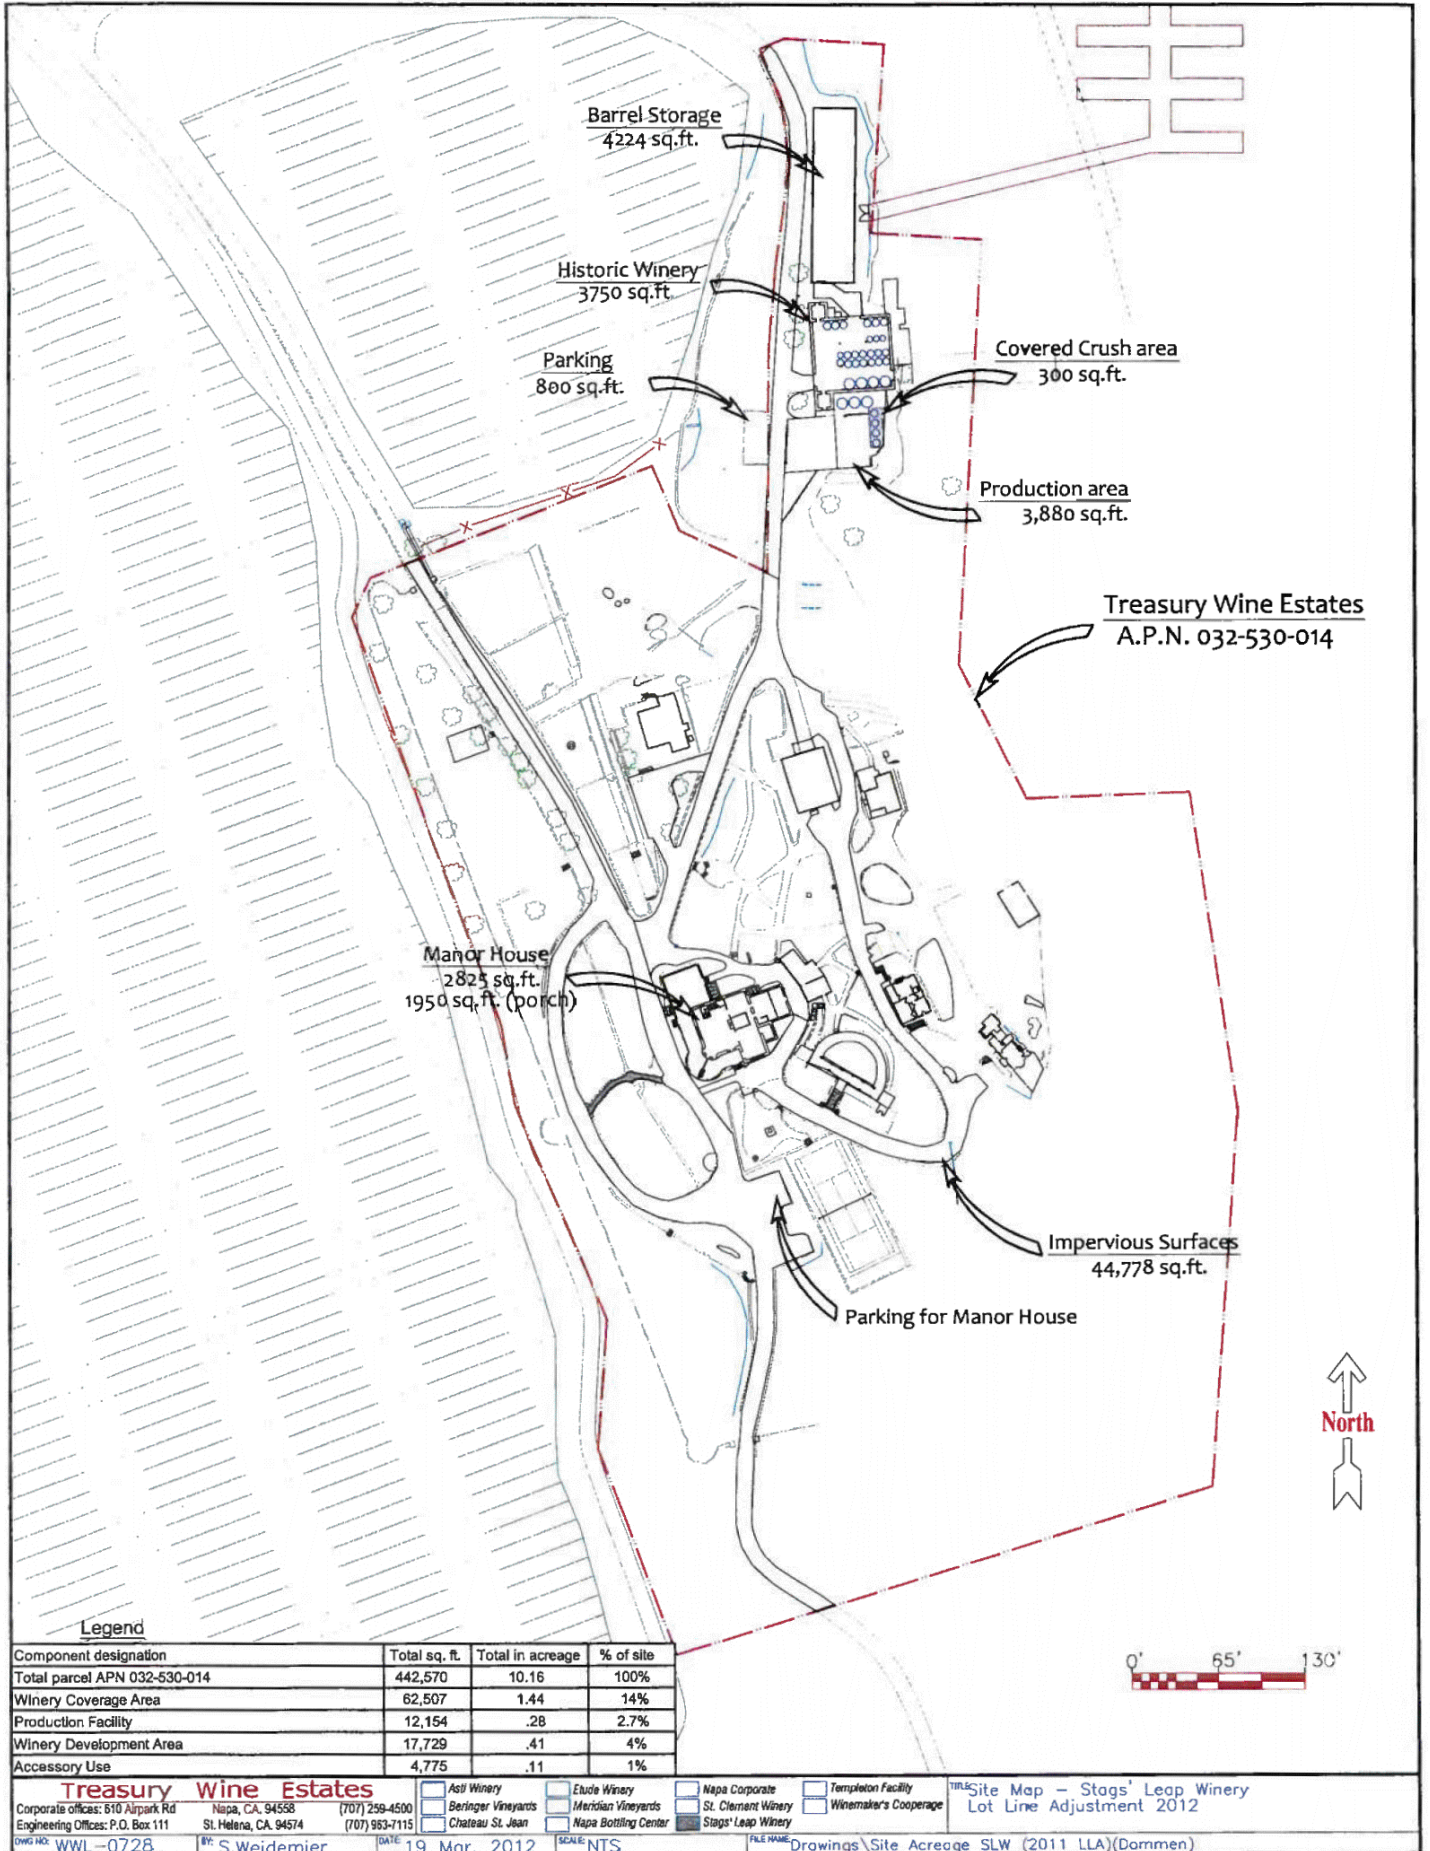 Barrel Storage
4224 sq.ft.
Historic Winery
3750 sq.ft.
Parking
800 sq.ft.
Covered Crush area
300 sq.ft.
Production area
3,880 sq.ft.
Treasury Wine Estates
A.P.N. 032-530-014
Manor House
2825 sq.ft.
1950 sq.ft. (porch)
Impervious Surfaces
44,778 sq.ft.
Parking for Manor House
North
0' 65' 130'
Legend
Component designation Total sq. ft. Total in acreage % of site
Total parcel APN 032-530-014 442,570 10.16 100%
Winery Coverage Area 62,507 1.44 14%
Production Facility 12,154 .28 2.7%
Winery Development Area 17,729 .41 4%
Accessory Use 4,775 .11 1%
Treasury Wine Estates
Corporate offices: 610 Airpark Rd Napa, CA. 94558 (707) 259-4500
Engineering Offices: P.O. Box 111 St. Helena, CA. 94574 (707) 963-7115
Asti Winery Etude Winery Napa Corporate Templeton Facility
Beringer Vineyards Meridian Vineyards St. Clement Winery Winemaker's Cooperage
Chateau St. Jean Napa Bottling Center Stags' Leap Winery
TITLE Site Map - Stags' Leap Winery
Lot Line Adjustment 2012
DWG NO: WWL-0728 BY: S.Weidemier DATE: 19 Mar. 2012 SCALE: NTS FILE NAME: Drawings\Site Acreage SLW (2011 LLA)(Dommen)